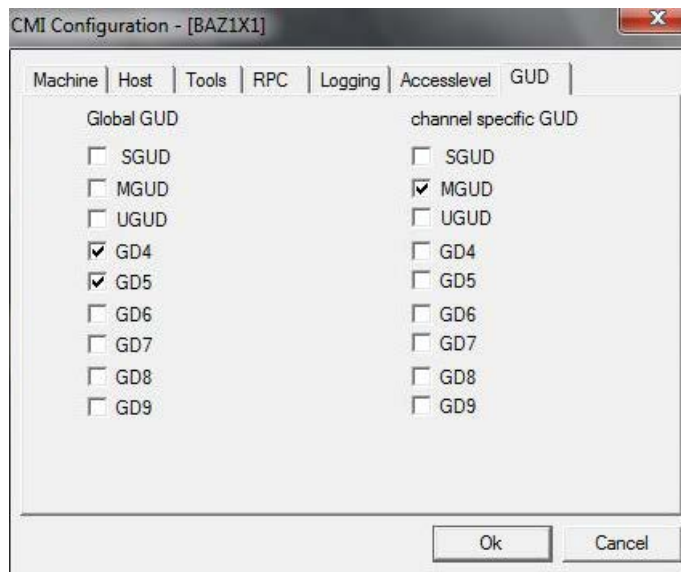 CMI Configuration - [BAZ1X1]
Machine Host Tools RPC Logging Accesslevel GUD
Global GUD channel specific GUD
SGUD SGUD
MGUD MGUD
UGUD UGUD
GD4 GD4
GD5 GD5
GD6 GD6
GD7 GD7
GD8 GD8
GD9 GD9
Ok Cancel